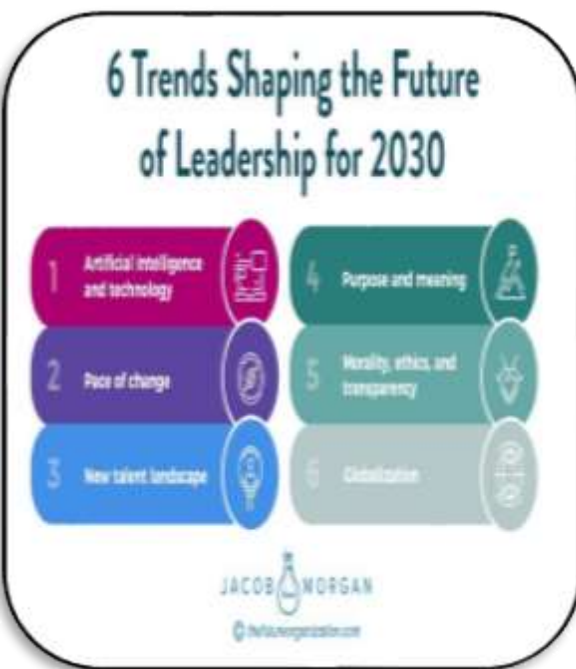 6 Trends Shaping the Future
of Leadership for 2030
1
Artificial intelligence
and technology
2
Pace of change
3
New talent landscape
4
Purpose and meaning
5
Morality, ethics, and
transparency
6
Globalization
JACOB MORGAN
© thefutureorganization.com